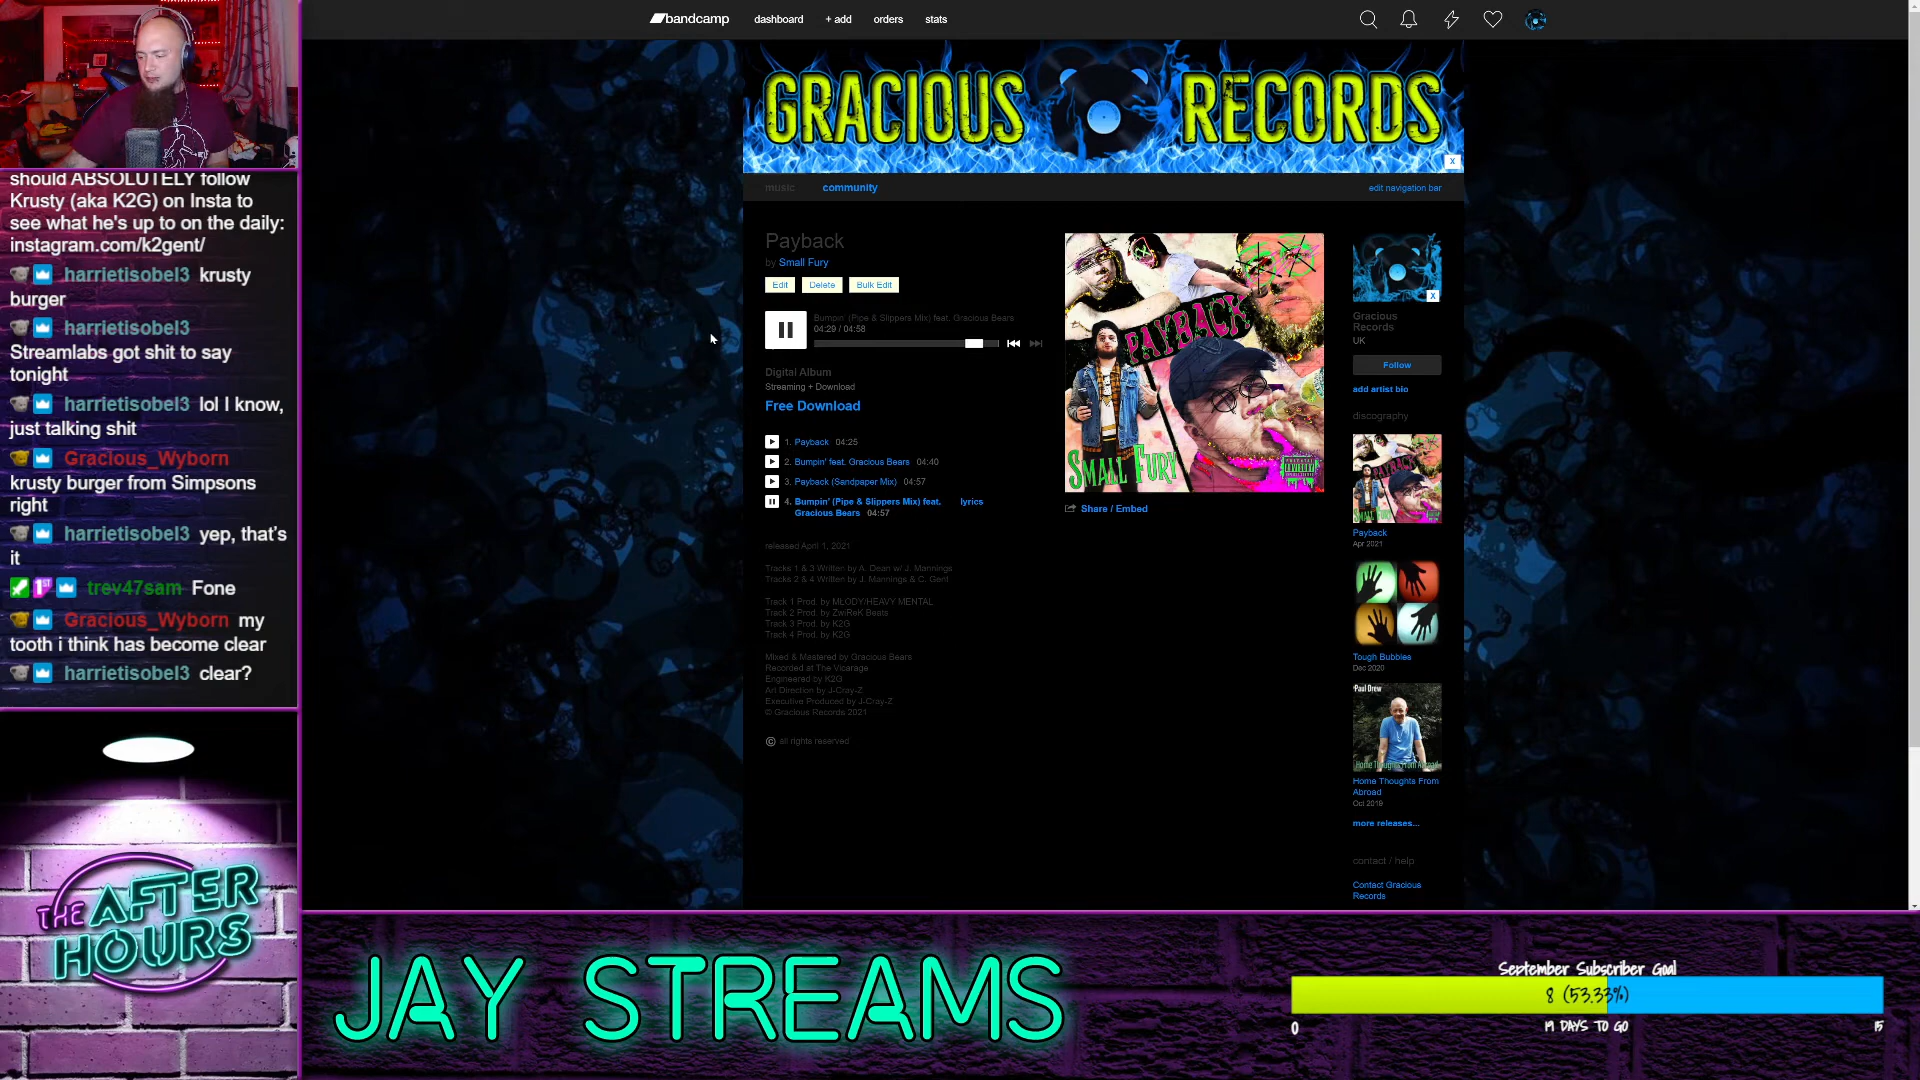 bandcamp
dashboard
+ add
orders
stats
GRACIOUS RECORDS
X
music
community
edit navigation bar
should ABSOLUTELY follow
Krusty (aka K2G) on Insta to
see what he's up to on the daily:
instagram.com/k2gent/
harrietisobel3 krusty
burger
harrietisobel3
Streamlabs got shit to say
tonight
harrietisobel3 lol I know,
just talking shit
Gracious_Wyborn
krusty burger from Simpsons
right
harrietisobel3 yep, that's
it
1ST trev47sam Fone
Gracious_Wyborn my
tooth i think has become clear
harrietisobel3 clear?
THE AFTER
HOURS
Payback
by Small Fury
Edit
Delete
Bulk Edit
Bumpin' (Pipe & Slippers Mix) feat. Gracious Bears
04:29 / 04:58
Digital Album
Streaming + Download
Free Download
1. Payback 04:25
2. Bumpin' feat. Gracious Bears 04:40
3. Payback (Sandpaper Mix) 04:57
4. Bumpin' (Pipe & Slippers Mix) feat. lyrics
Gracious Bears 04:57
released April 1, 2021
Tracks 1 & 3 Written by A. Dean w/ J. Mannings
Tracks 2 & 4 Written by J. Mannings & C. Gent
Track 1 Prod. by MŁODY/HEAVY MENTAL
Track 2 Prod. by ZwiReK Beats
Track 3 Prod. by K2G
Track 4 Prod. by K2G
Mixed & Mastered by Gracious Bears
Recorded at The Vicarage
Engineered by K2G
Art Direction by J-Cray-Z
Executive Produced by J-Cray-Z
© Gracious Records 2021
© all rights reserved
PAYBACK
SMALL FURY
Share / Embed
X
Gracious
Records
UK
Follow
add artist bio
discography
Payback
Apr 2021
Tough Bubbles
Dec 2020
Paul Drew
Home Thoughts From Abroad
Home Thoughts From
Abroad
Oct 2019
more releases...
contact / help
Contact Gracious
Records
JAY STREAMS
September Subscriber Goal
8 (53.33%)
0
19 DAYS TO GO
15